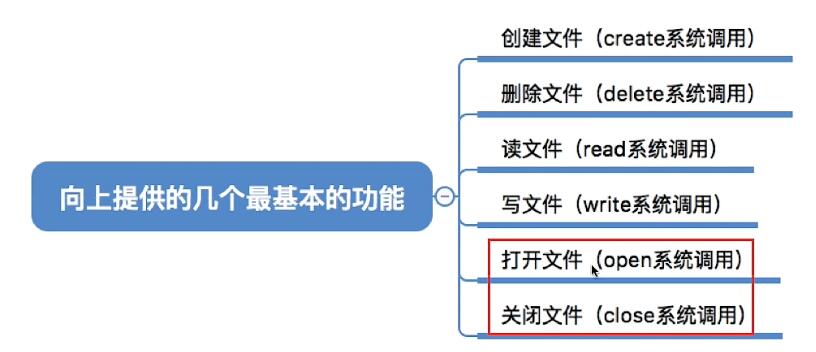 创建文件（create系统调用）
删除文件（delete系统调用）
读文件（read系统调用）
向上提供的几个最基本的功能
写文件（write系统调用）
打开文件（open系统调用）
关闭文件（close系统调用）